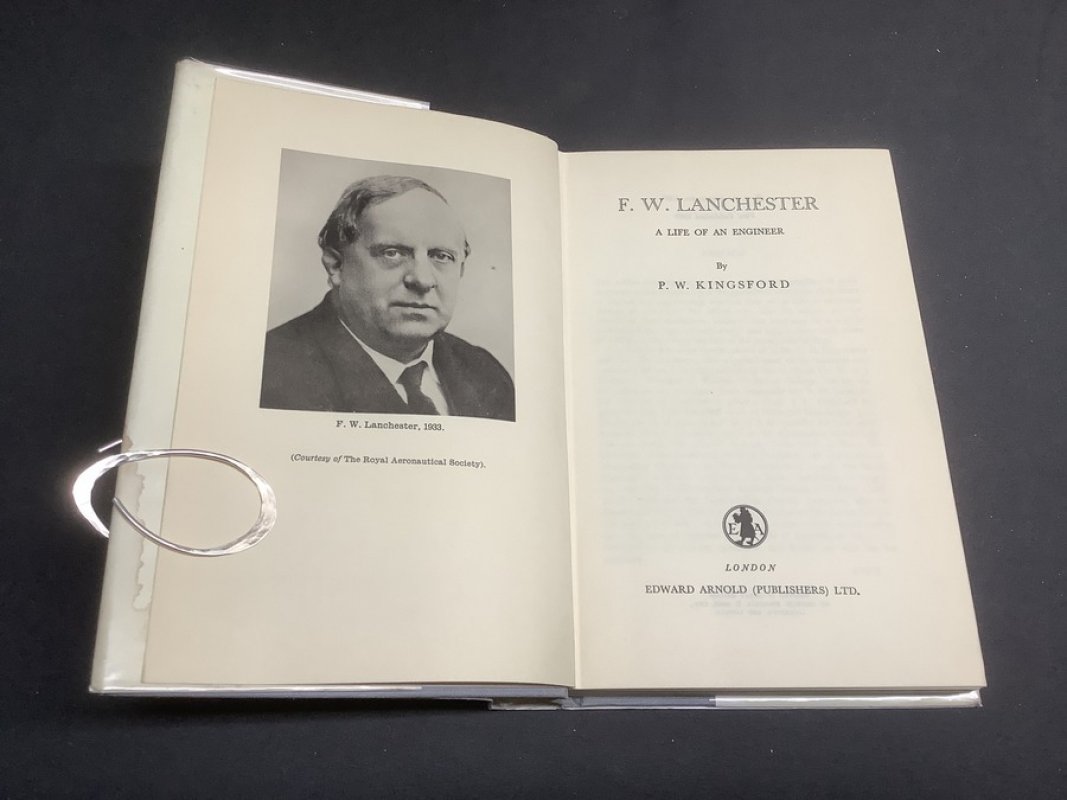 F. W. Lanchester, 1933.
(Courtesy of The Royal Aeronautical Society).
F. W. LANCHESTER
A LIFE OF AN ENGINEER
By
P. W. KINGSFORD
E A
LONDON
EDWARD ARNOLD (PUBLISHERS) LTD.